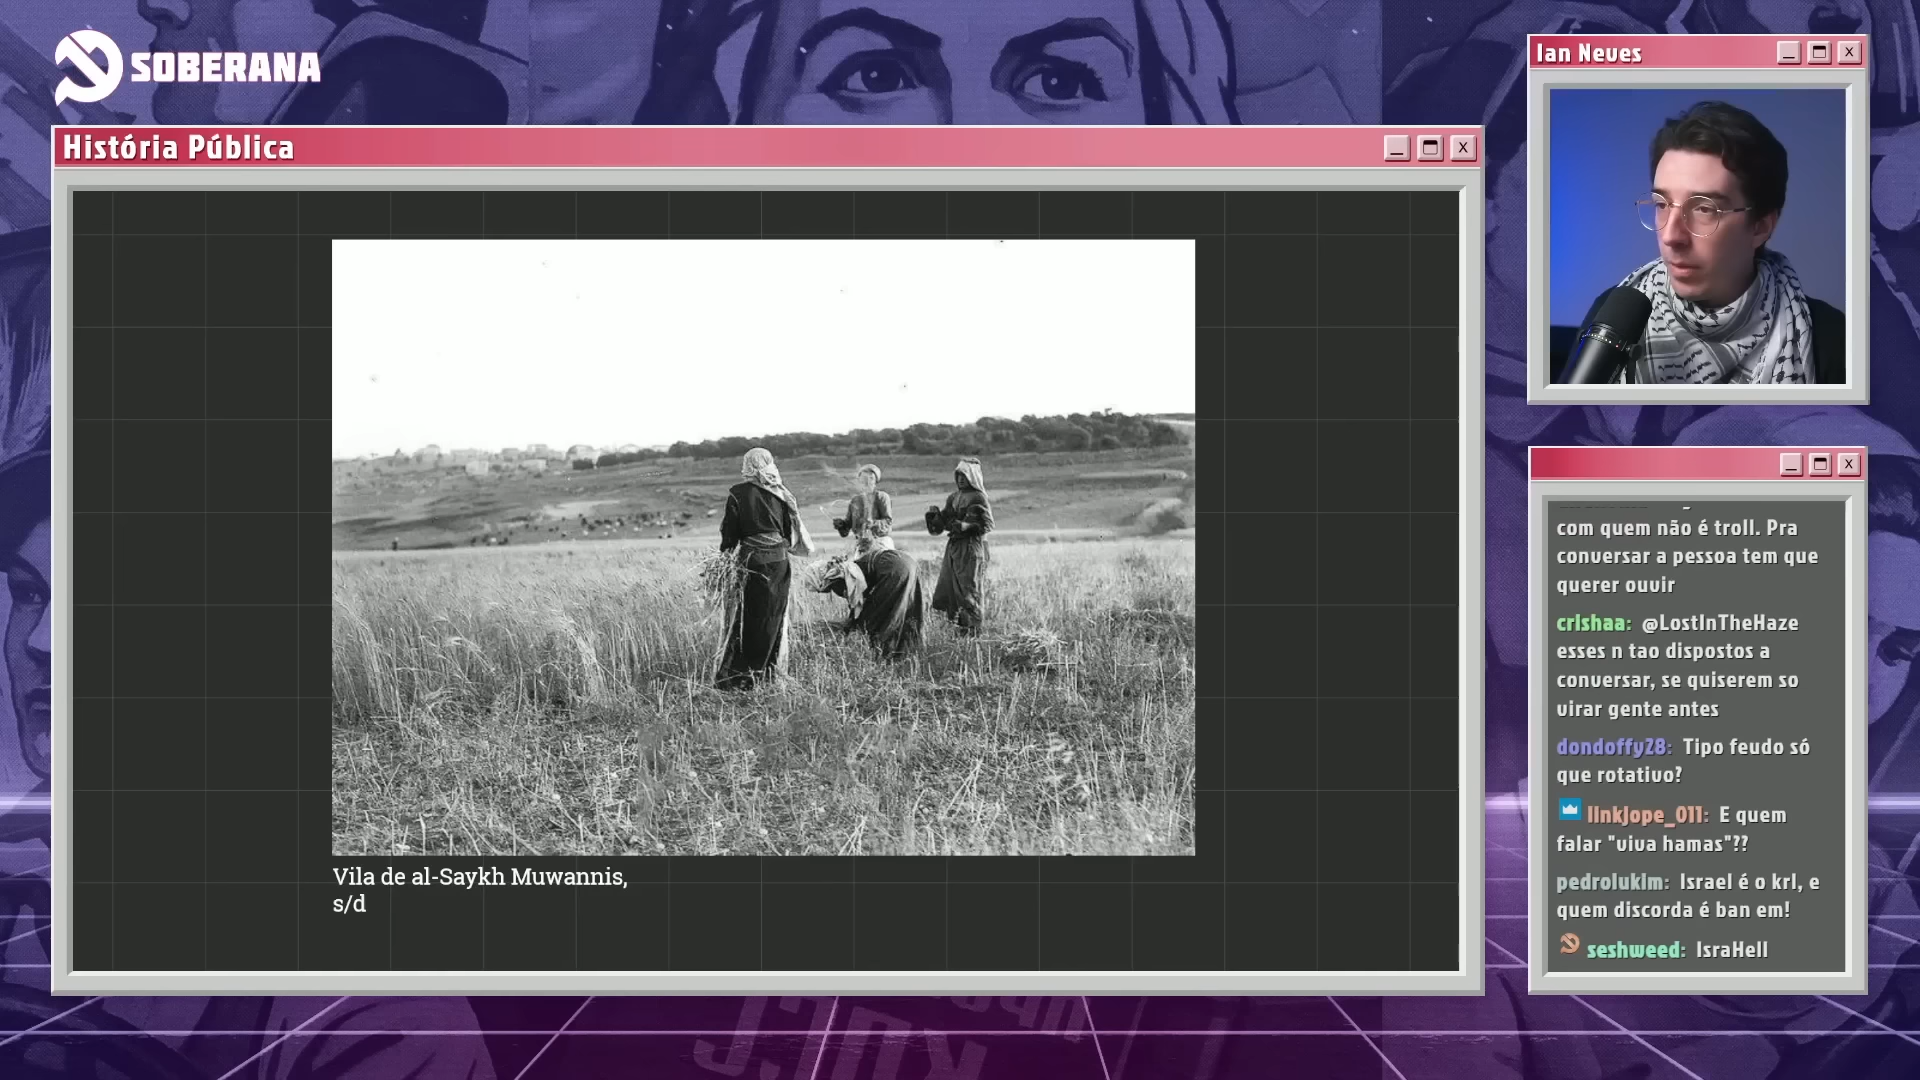 SOBERANA
História Pública
Vila de al-Saykh Muwannis,
s/d
Ian Neves
com quem não é troll. Pra
conversar a pessoa tem que
querer ouvir
crishaa: @LostInTheHaze
esses n tao dispostos a
conversar, se quiserem so
virar gente antes
dondoffy28: Tipo feudo só
que rotativo?
linkjope_011: E quem
falar "viva hamas"??
pedrolukim: Israel é o krl, e
quem discorda é ban em!
seshweed: IsraHell